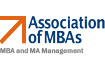 Association
of MBAs
MBA and MA Management